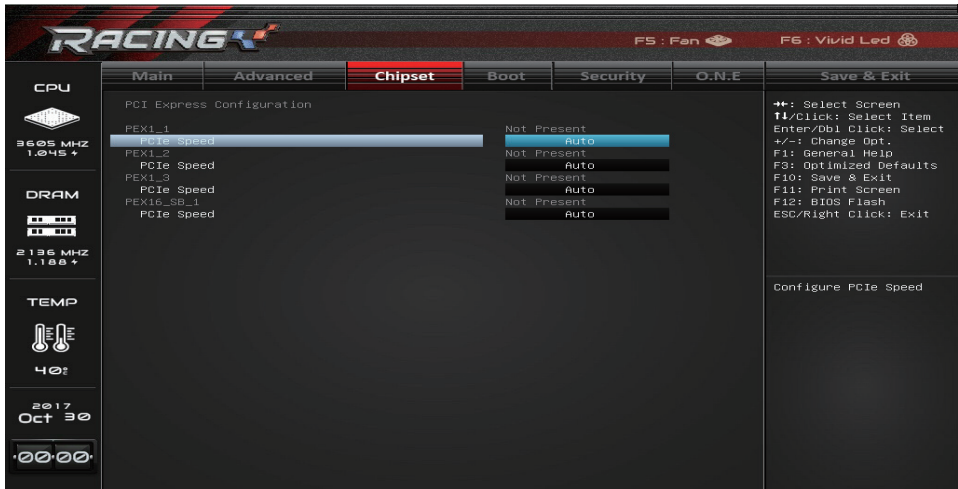 RACING
F5 : Fan
F6 : Vivid Led
Main Advanced Chipset Boot Security O.N.E Save & Exit
CPU
3605 MHZ
1.045 V
DRAM
2136 MHZ
1.188 V
TEMP
40°C
2017
Oct 30
00:00
PCI Express Configuration
PEX1_1 Not Present
PCIe Speed Auto
PEX1_2 Not Present
PCIe Speed Auto
PEX1_3 Not Present
PCIe Speed Auto
PEX16_SB_1 Not Present
PCIe Speed Auto
→←: Select Screen
↑↓/Click: Select Item
Enter/Dbl Click: Select
+/-: Change Opt.
F1: General Help
F3: Optimized Defaults
F10: Save & Exit
F11: Print Screen
F12: BIOS Flash
ESC/Right Click: Exit
Configure PCIe Speed